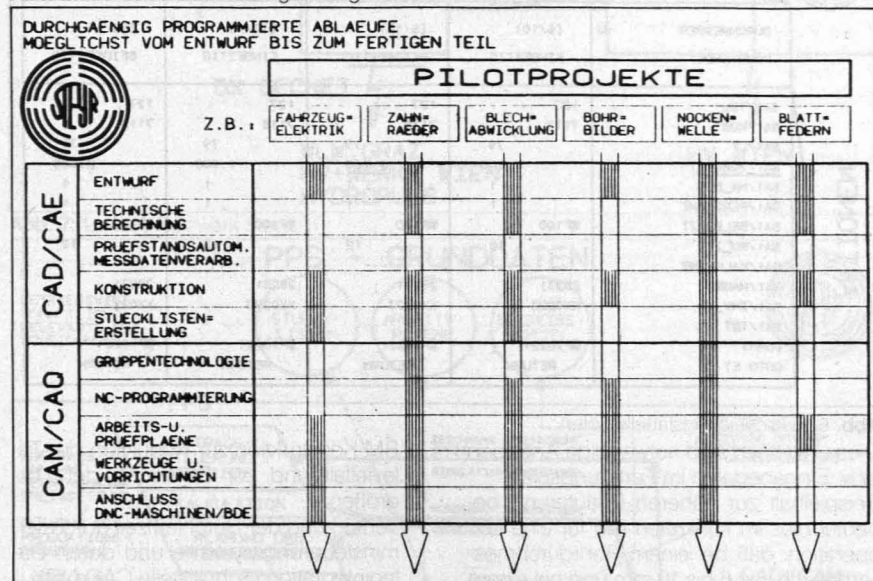 DURCHGAENGIG PROGRAMMIERTE ABLAEUFE
MOEGLICHST VOM ENTWURF BIS ZUM FERTIGEN TEIL
PILOTPROJEKTE
Z.B.:
FAHRZEUG=
ELEKTRIK
ZAHN=
RAEDER
BLECH=
ABWICKLUNG
BOHR=
BILDER
NOCKEN=
WELLE
BLATT=
FEDERN
CAD/CAE
ENTWURF
TECHNISCHE
BERECHNUNG
PRUEFSTANDSAUTOM.
MESSDATENVERARB.
KONSTRUKTION
STUECKLISTEN=
ERSTELLUNG
CAM/CAQ
GRUPPENTECHNOLOGIE
NC-PROGRAMMIERUNG
ARBEITS-U.
PRUEFPLAENE
WERKZEUGE U.
VORRICHTUNGEN
ANSCHLUSS
DNC-MASCHINEN/BDE